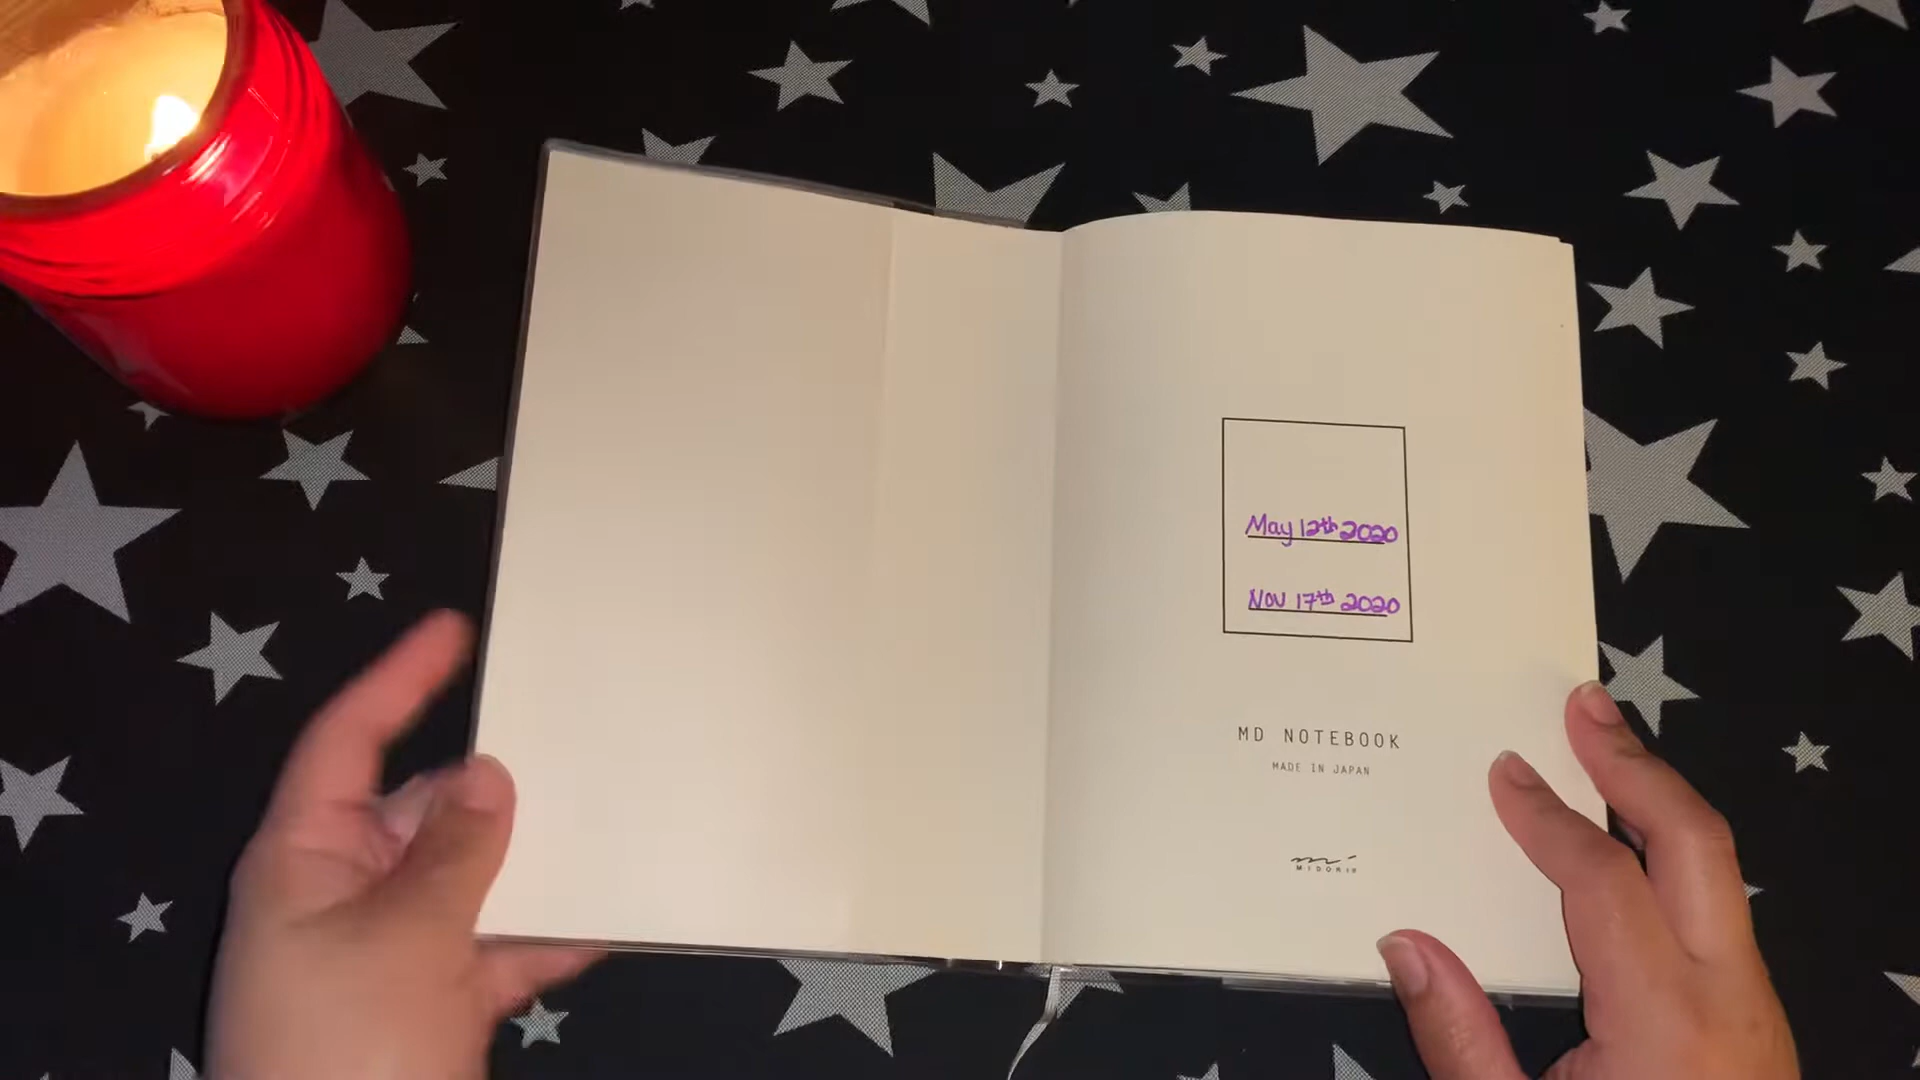 May 12th 2020
Nov 17th 2020
MD NOTEBOOK
MADE IN JAPAN
MIDORI